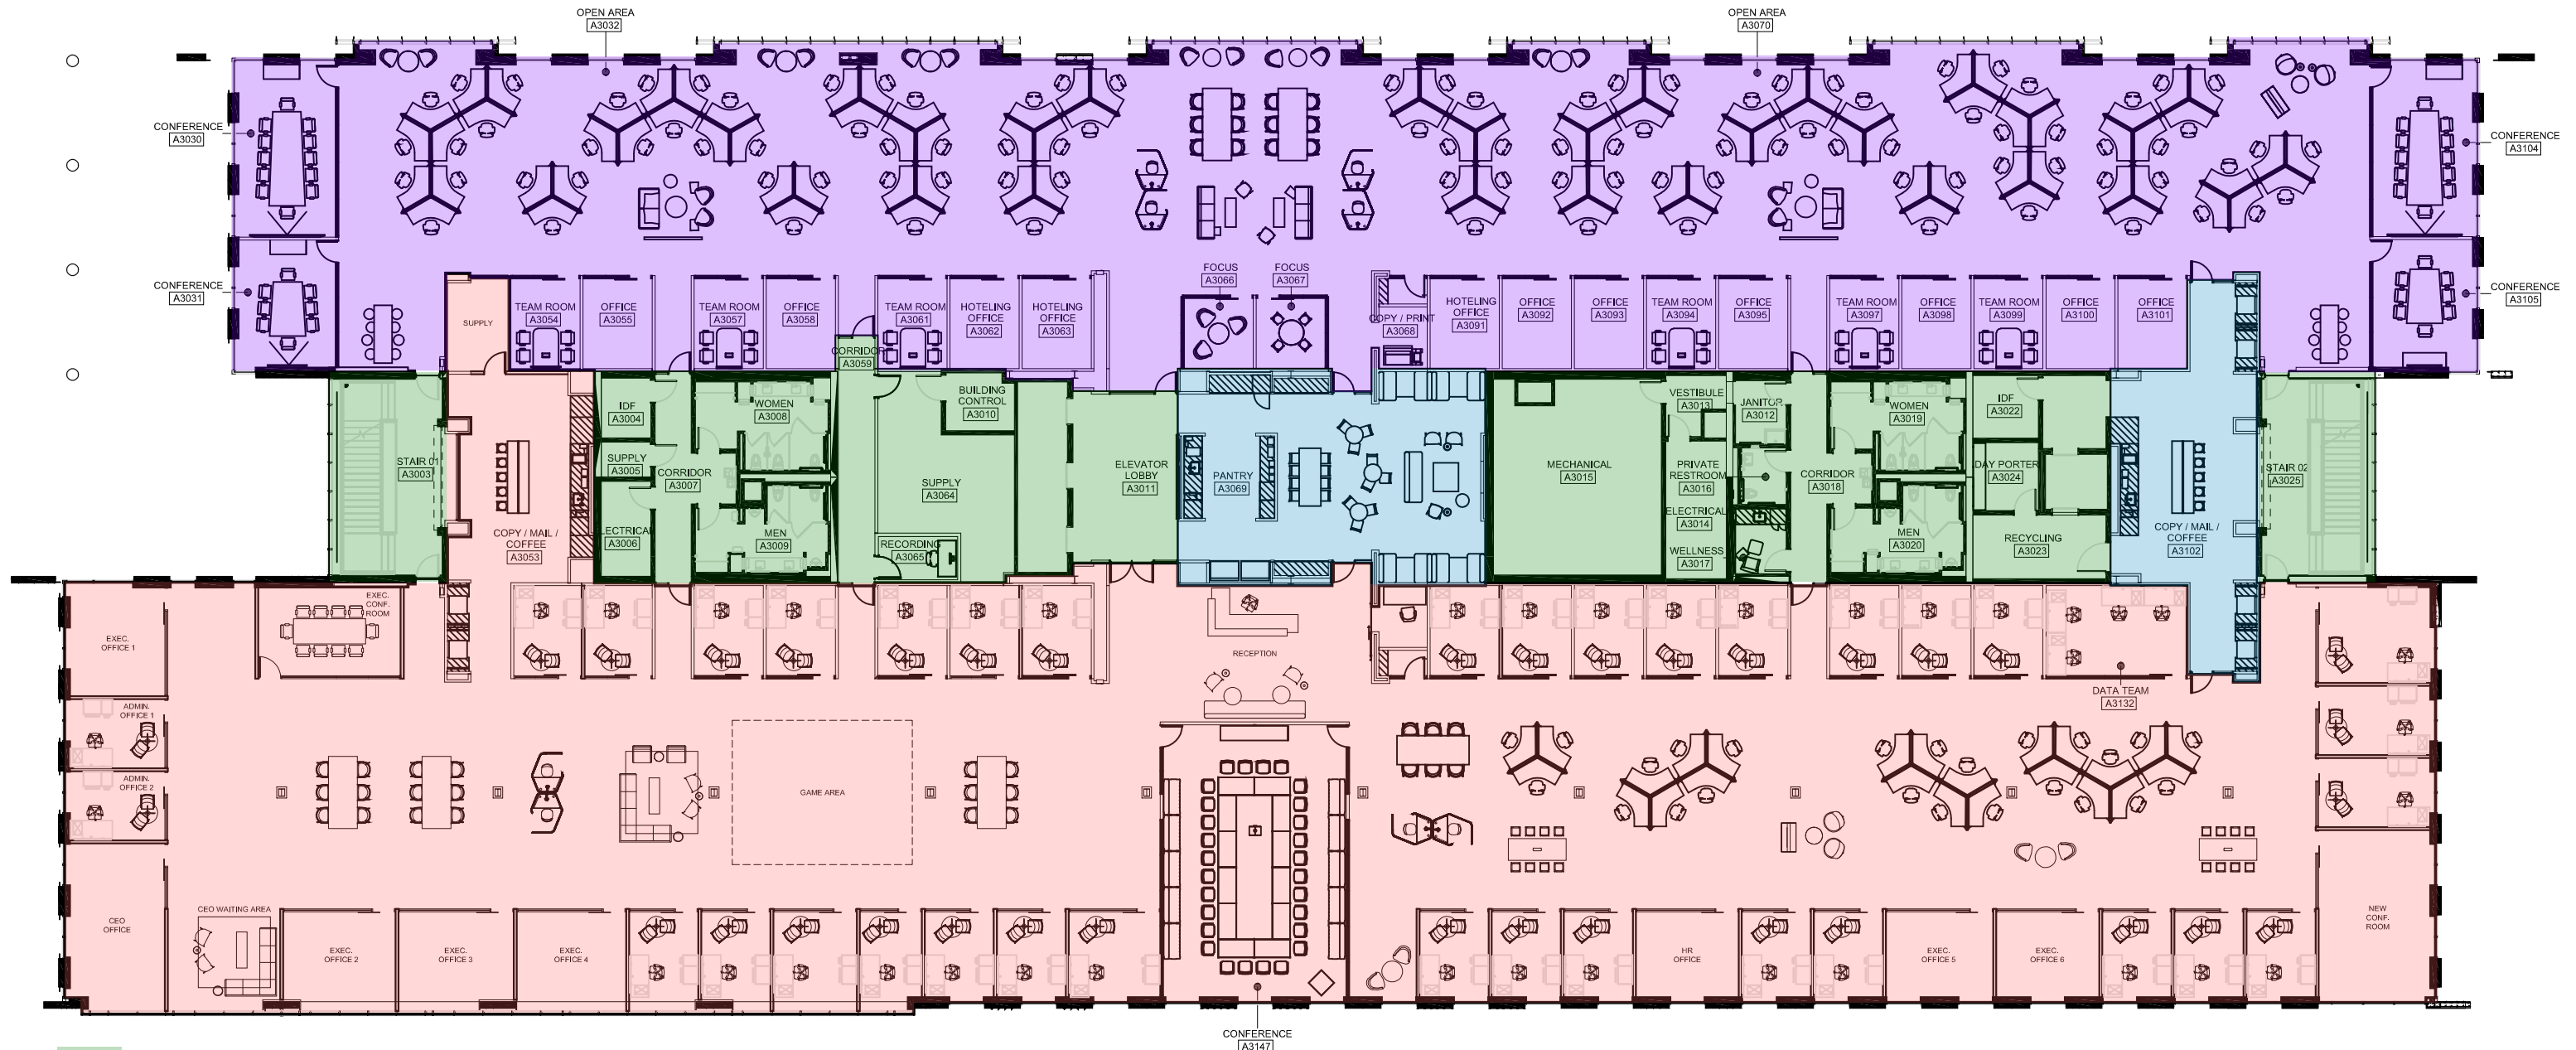 OPEN AREA
A3032
OPEN AREA
A3070
CONFERENCE
A3030
CONFERENCE
A3104
CONFERENCE
A3031
CONFERENCE
A3105
SUPPLY
TEAM ROOM
A3054
OFFICE
A3055
TEAM ROOM
A3057
OFFICE
A3058
TEAM ROOM
A3061
HOTELING
OFFICE
A3062
HOTELING
OFFICE
A3063
FOCUS
A3066
FOCUS
A3067
COPY / PRINT
A3068
HOTELING
OFFICE
A3091
OFFICE
A3092
OFFICE
A3093
TEAM ROOM
A3094
OFFICE
A3095
TEAM ROOM
A3097
OFFICE
A3098
TEAM ROOM
A3099
OFFICE
A3100
OFFICE
A3101
CORRIDOR
A3059
STAIR 01
A3003
COPY / MAIL /
COFFEE
A3053
IDF
A3004
SUPPLY
A3005
ELECTRICAL
A3006
CORRIDOR
A3007
WOMEN
A3008
MEN
A3009
BUILDING
CONTROL
A3010
SUPPLY
A3064
RECORDING
A3065
ELEVATOR
LOBBY
A3011
PANTRY
A3069
MECHANICAL
A3015
VESTIBULE
A3013
JANITOR
A3012
PRIVATE
RESTROOM
A3016
ELECTRICAL
A3014
WELLNESS
A3017
CORRIDOR
A3018
WOMEN
A3019
MEN
A3020
IDF
A3022
DAY PORTER
A3024
RECYCLING
A3023
COPY / MAIL /
COFFEE
A3102
STAIR 02
A3025
EXEC.
OFFICE 1
EXEC.
CONF.
ROOM
RECEPTION
DATA TEAM
A3132
ADMIN.
OFFICE 1
ADMIN.
OFFICE 2
GAME AREA
CEO
OFFICE
CEO WAITING AREA
EXEC.
OFFICE 2
EXEC.
OFFICE 3
EXEC.
OFFICE 4
HR
OFFICE
EXEC.
OFFICE 5
EXEC.
OFFICE 6
NEW
CONF.
ROOM
CONFERENCE
A3147